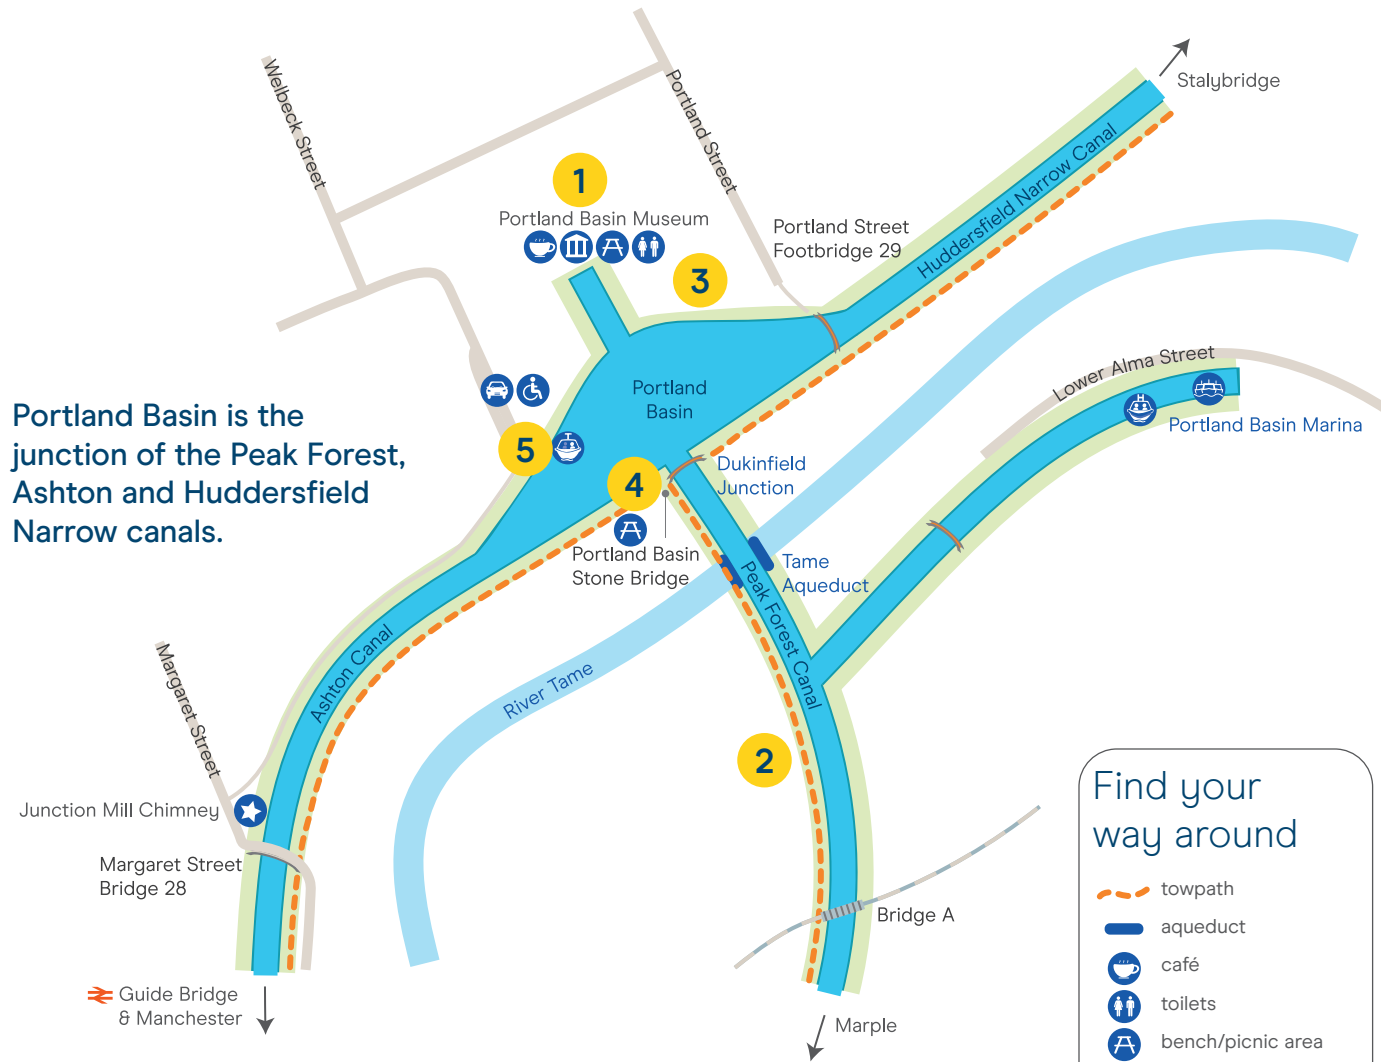 Stalybridge
Welbeck Street
Portland Street
1
Portland Basin Museum
Portland Street
Footbridge 29
Huddersfield Narrow Canal
3
Lower Alma Street
Portland
Basin
H
Portland Basin Marina
Portland Basin is the
junction of the Peak Forest,
Ashton and Huddersfield
Narrow canals.
5
4
Dukinfield
Junction
Portland Basin
Stone Bridge
Tame
Aqueduct
Peak Forest Canal
Ashton Canal
River Tame
Margaret Street
2
Junction Mill Chimney
Margaret Street
Bridge 28
Bridge A
Guide Bridge
& Manchester
Marple
Find your
way around
towpath
aqueduct
café
toilets
bench/picnic area